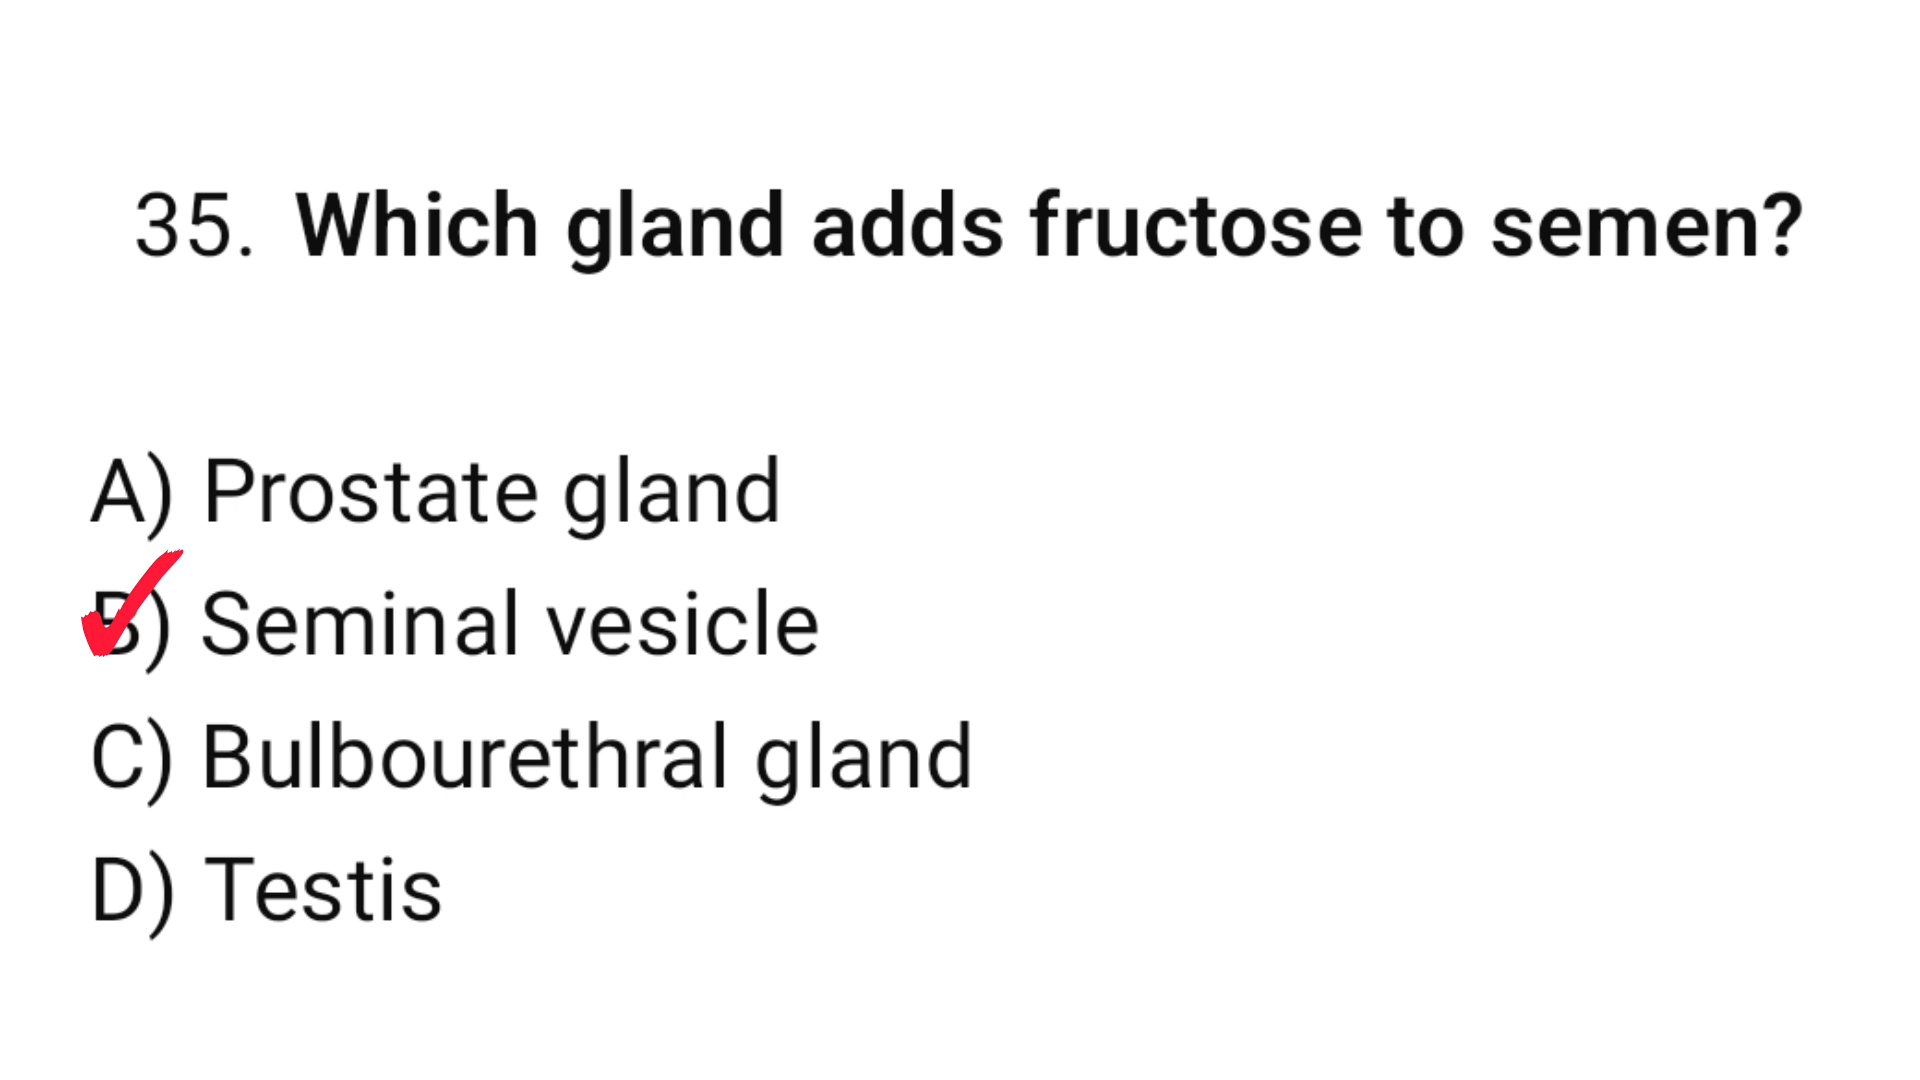 35. Which gland adds fructose to semen?
A) Prostate gland
B) Seminal vesicle
C) Bulbourethral gland
D) Testis